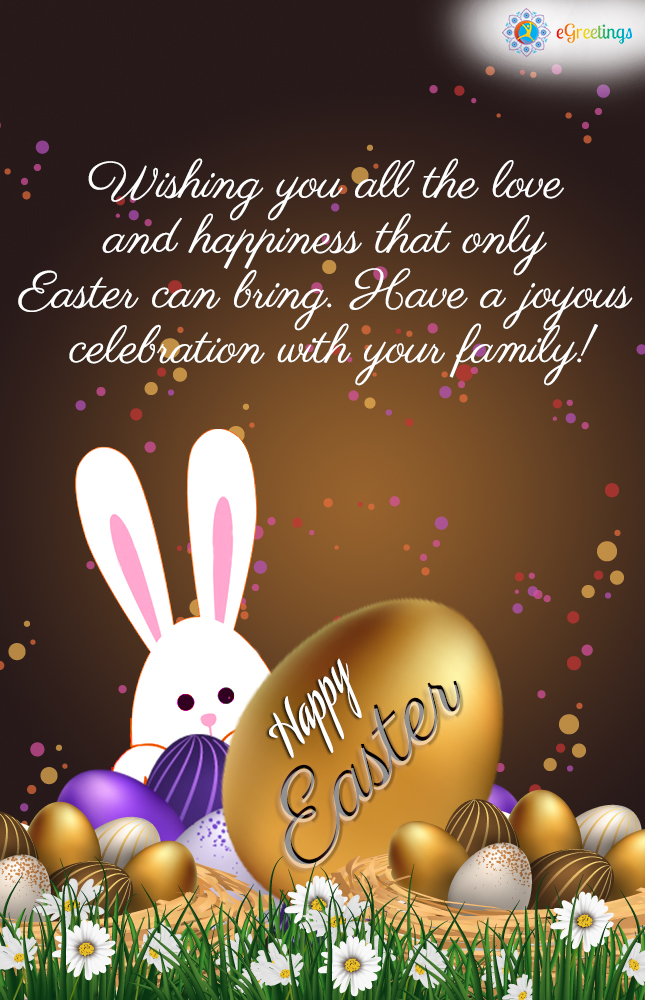 eGreetings
Wishing you all the love
and happiness that only
Easter can bring. Have a joyous
celebration with your family!
Happy
Easter